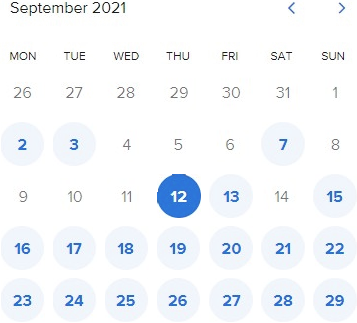 September 2021
MON TUE WED THU FRI SAT SUN
26 27 28 29 30 31 1
2 3 4 5 6 7 8
9 10 11 12 13 14 15
16 17 18 19 20 21 22
23 24 25 26 27 28 29